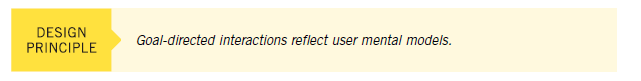 DESIGN
PRINCIPLE
Goal-directed interactions reflect user mental models.